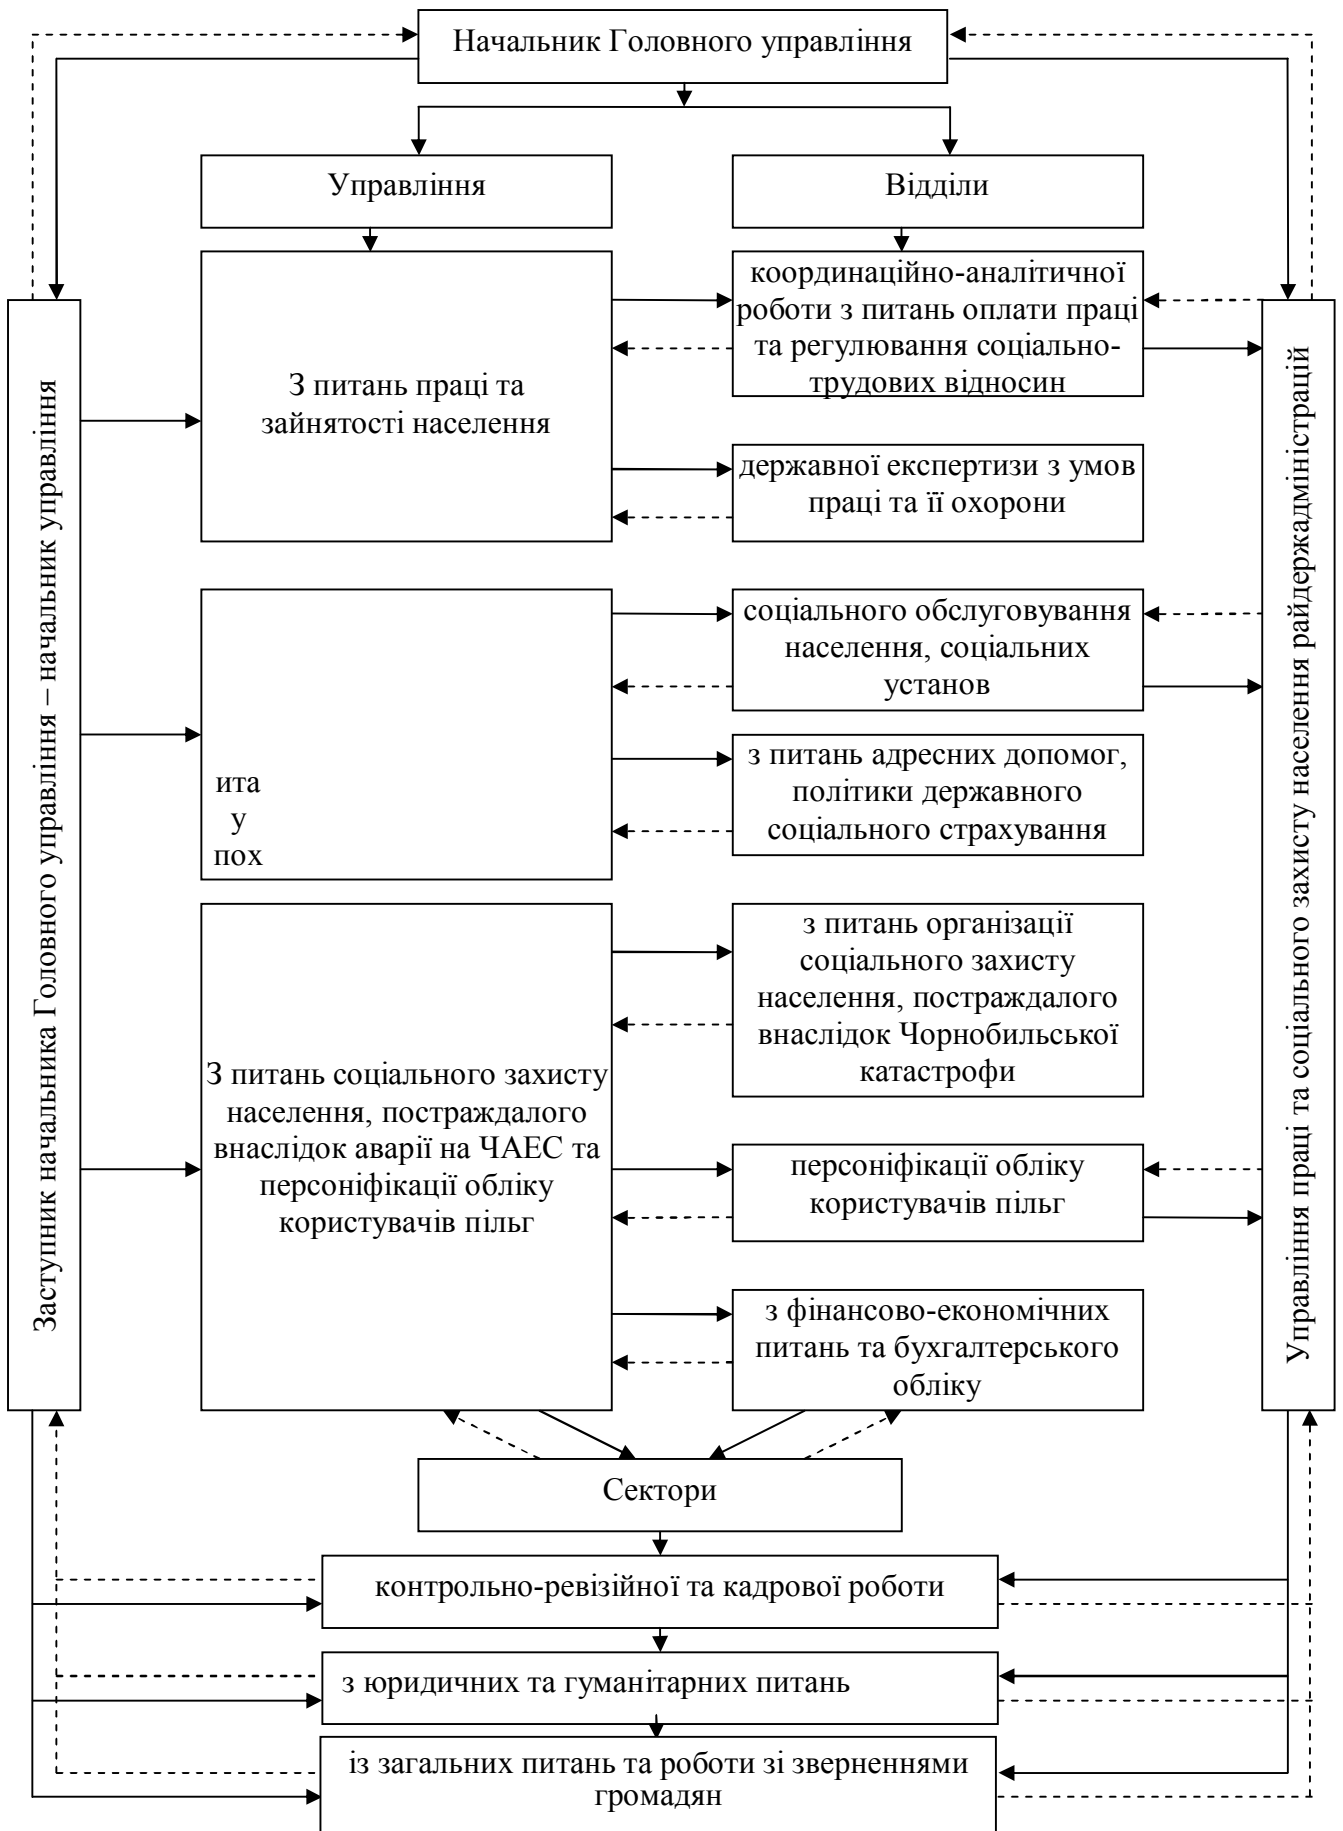 Начальник Головного управління
Управління
Відділи
З питань праці та
зайнятості населення
координаційно-аналітичної
роботи з питань оплати праці
та регулювання соціально-
трудових відносин
державної експертизи з умов
праці та її охорони
ита
у
пох
соціального обслуговування
населення, соціальних
установ
з питань адресних допомог,
політики державного
соціального страхування
З питань соціального захисту
населення, постраждалого
внаслідок аварії на ЧАЕС та
персоніфікації обліку
користувачів пільг
з питань організації
соціального захисту
населення, постраждалого
внаслідок Чорнобильської
катастрофи
персоніфікації обліку
користувачів пільг
з фінансово-економічних
питань та бухгалтерського
обліку
Заступник начальника Головного управління – начальник управління
Управління праці та соціального захисту населення райдержадміністрацій
Сектори
контрольно-ревізійної та кадрової роботи
з юридичних та гуманітарних питань
із загальних питань та роботи зі зверненнями
громадян